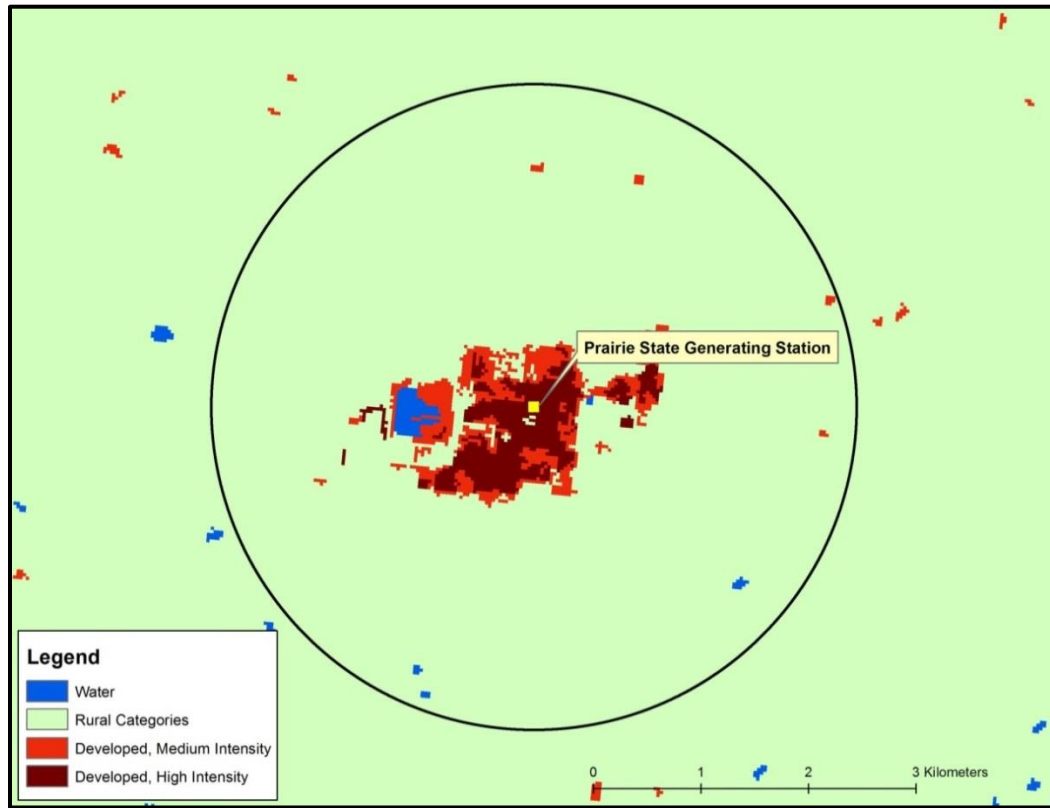 Prairie State Generating Station
Legend
Water
Rural Categories
Developed, Medium Intensity
Developed, High Intensity
0 1 2 3 Kilometers